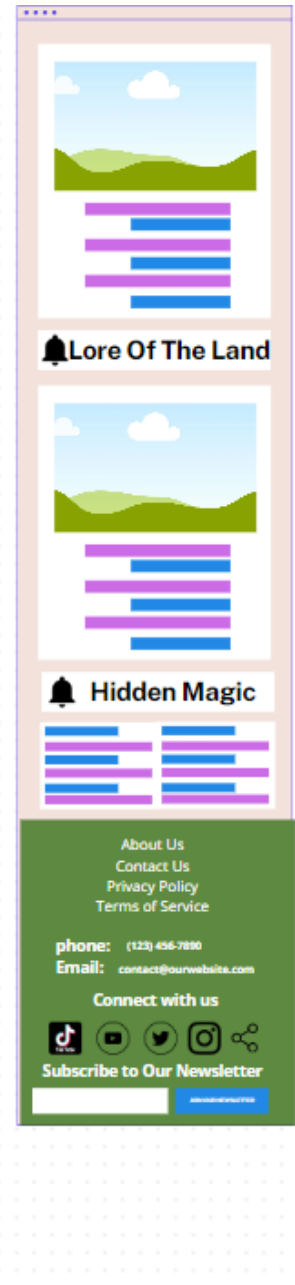 Lore Of The Land
Hidden Magic
About Us
Contact Us
Privacy Policy
Terms of Service
phone: (123) 456-7890
Email: contact@ourwebsite.com
Connect with us
Subscribe to Our Newsletter